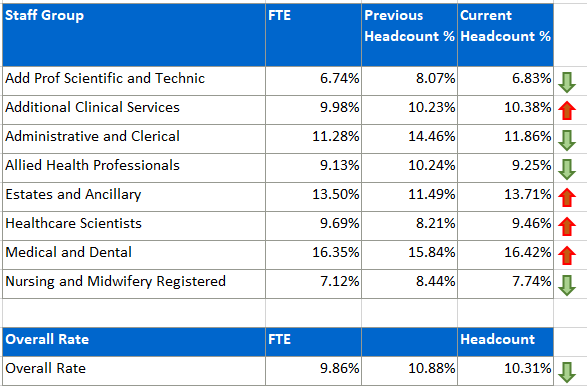 Staff Group FTE Previous Current
Headcount % Headcount %
Add Prof Scientific and Technic 6.74% 8.07% 6.83%
Additional Clinical Services 9.98% 10.23% 10.38%
Administrative and Clerical 11.28% 14.46% 11.86%
Allied Health Professionals 9.13% 10.24% 9.25%
Estates and Ancillary 13.50% 11.49% 13.71%
Healthcare Scientists 9.69% 8.21% 9.46%
Medical and Dental 16.35% 15.84% 16.42%
Nursing and Midwifery Registered 7.12% 8.44% 7.74%
Overall Rate FTE Headcount
Overall Rate 9.86% 10.88% 10.31%